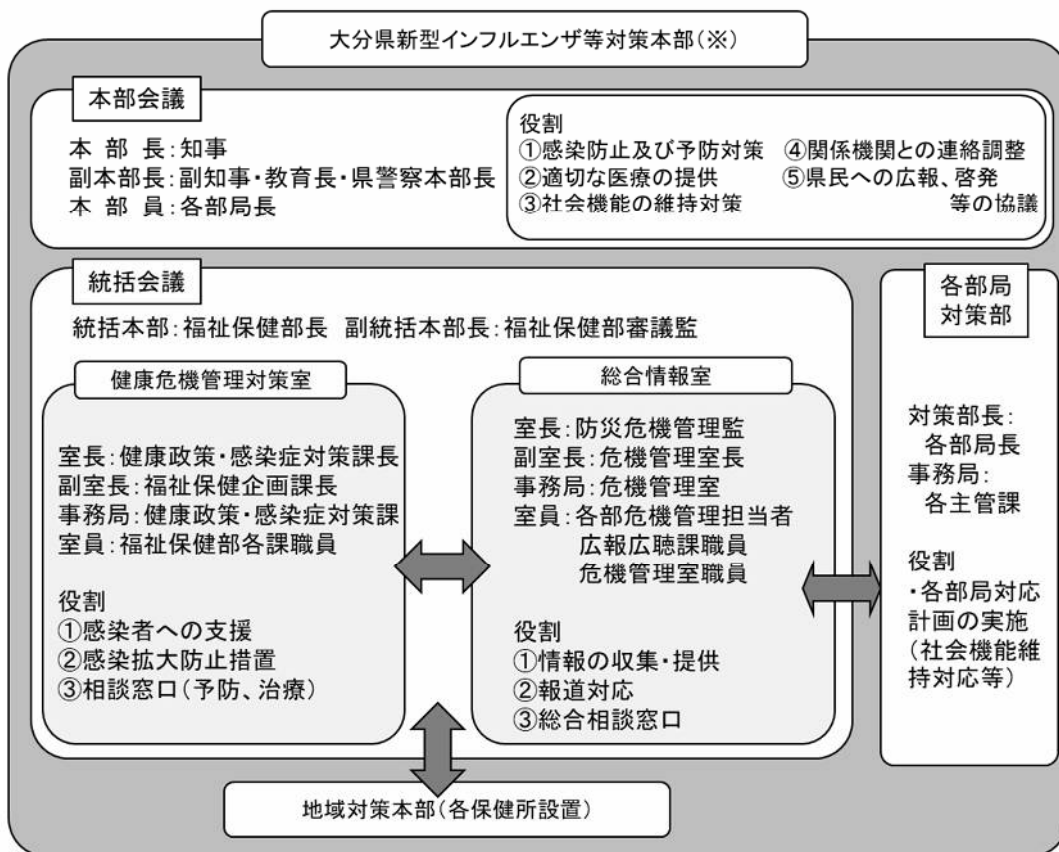 大分県新型インフルエンザ等対策本部(※)
本部会議
本 部 長:知事
副本部長:副知事・教育長・県警察本部長
本 部 員:各部局長
役割
①感染防止及び予防対策
②適切な医療の提供
③社会機能の維持対策
④関係機関との連絡調整
⑤県民への広報、啓発
等の協議
統括会議
統括本部:福祉保健部長 副統括本部長:福祉保健部審議監
健康危機管理対策室
室長:健康政策・感染症対策課長
副室長:福祉保健企画課長
事務局:健康政策・感染症対策課
室員:福祉保健部各課職員
役割
①感染者への支援
②感染拡大防止措置
③相談窓口(予防、治療)
総合情報室
室長:防災危機管理監
副室長:危機管理室長
事務局:危機管理室
室員:各部危機管理担当者
広報広聴課職員
危機管理室職員
役割
①情報の収集・提供
②報道対応
③総合相談窓口
各部局
対策部
対策部長:
各部局長
事務局:
各主管課
役割
・各部局対応
計画の実施
(社会機能維
持対応等)
地域対策本部(各保健所設置)